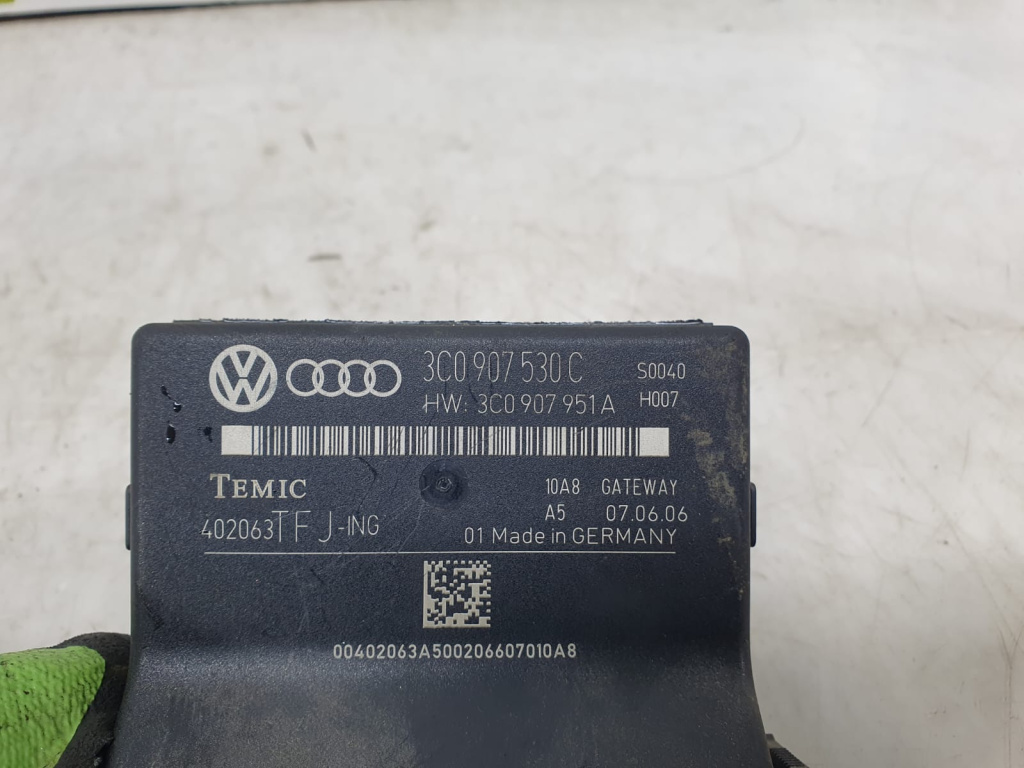 3C0 907 530 C S0040
HW: 3C0 907 951 A H007
TEMIC 10A8 GATEWAY
402063TFJ-ING A5 07.06.06
01 Made in GERMANY
00402063A500206607010A8